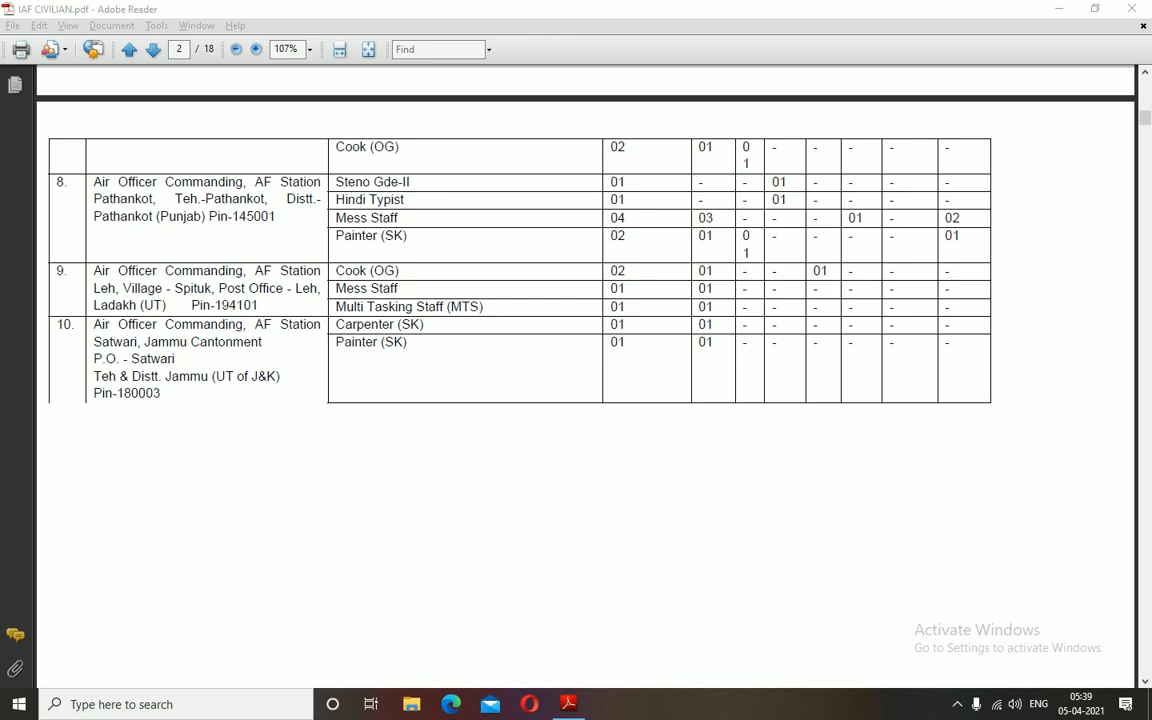 IAF CIVILIAN.pdf - Adobe Reader
File Edit View Document Tools Window Help
2 / 18 107% Find
Cook (OG) 02 01 0 - - - - -
1
8. Air Officer Commanding, AF Station Steno Gde-II 01 - - 01 - - - -
Pathankot, Teh.-Pathankot, Distt.- Hindi Typist 01 - - 01 - - - -
Pathankot (Punjab) Pin-145001 Mess Staff 04 03 - - - 01 - 02
Painter (SK) 02 01 0 - - - - 01
1
9. Air Officer Commanding, AF Station Cook (OG) 02 01 - - 01 - - -
Leh, Village - Spituk, Post Office - Leh, Mess Staff 01 01 - - - - - -
Ladakh (UT) Pin-194101 Multi Tasking Staff (MTS) 01 01 - - - - - -
10. Air Officer Commanding, AF Station Carpenter (SK) 01 01 - - - - - -
Satwari, Jammu Cantonment Painter (SK) 01 01 - - - - - -
P.O. - Satwari
Teh & Distt. Jammu (UT of J&K)
Pin-180003
Activate Windows
Go to Settings to activate Windows.
Type here to search ENG 05:39
05-04-2021